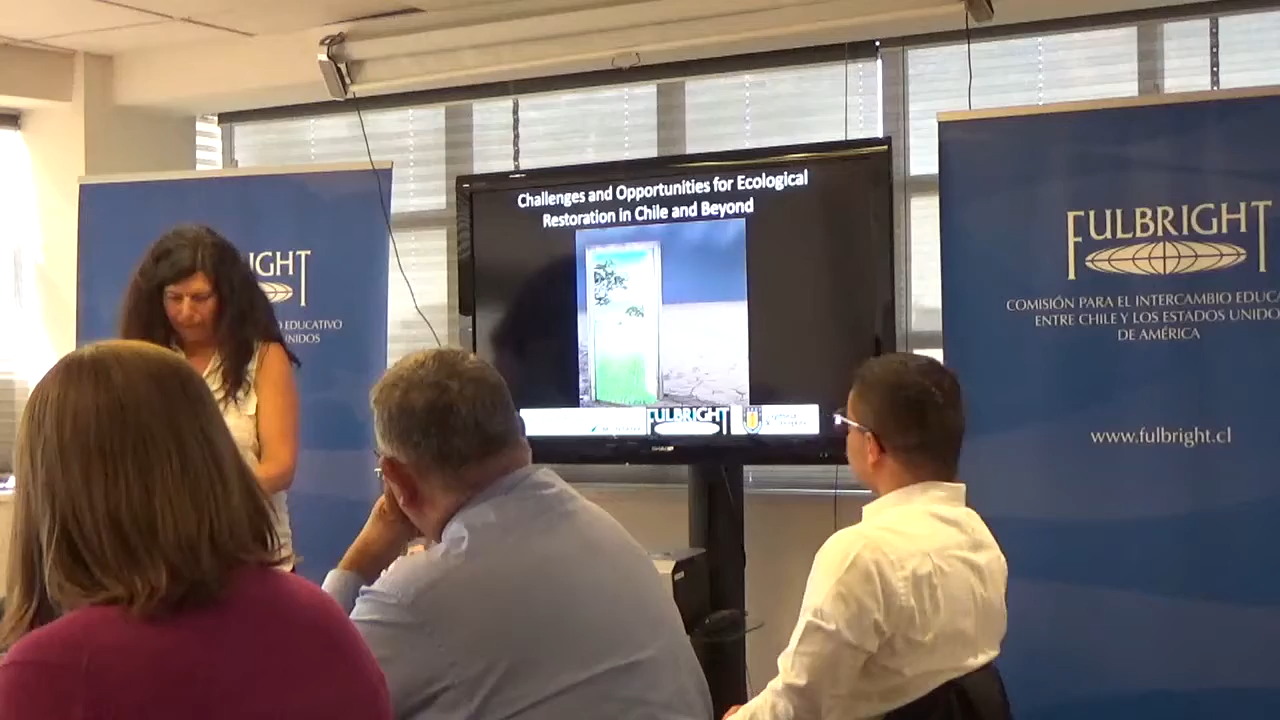 Challenges and Opportunities for Ecological
Restoration in Chile and Beyond
FULBRIGHT
SHARP
IGHT
O EDUCATIVO
UNIDOS
FULBRIGHT
COMISIÓN PARA EL INTERCAMBIO EDUCA
ENTRE CHILE Y LOS ESTADOS UNIDO
DE AMÉRICA
www.fulbright.cl